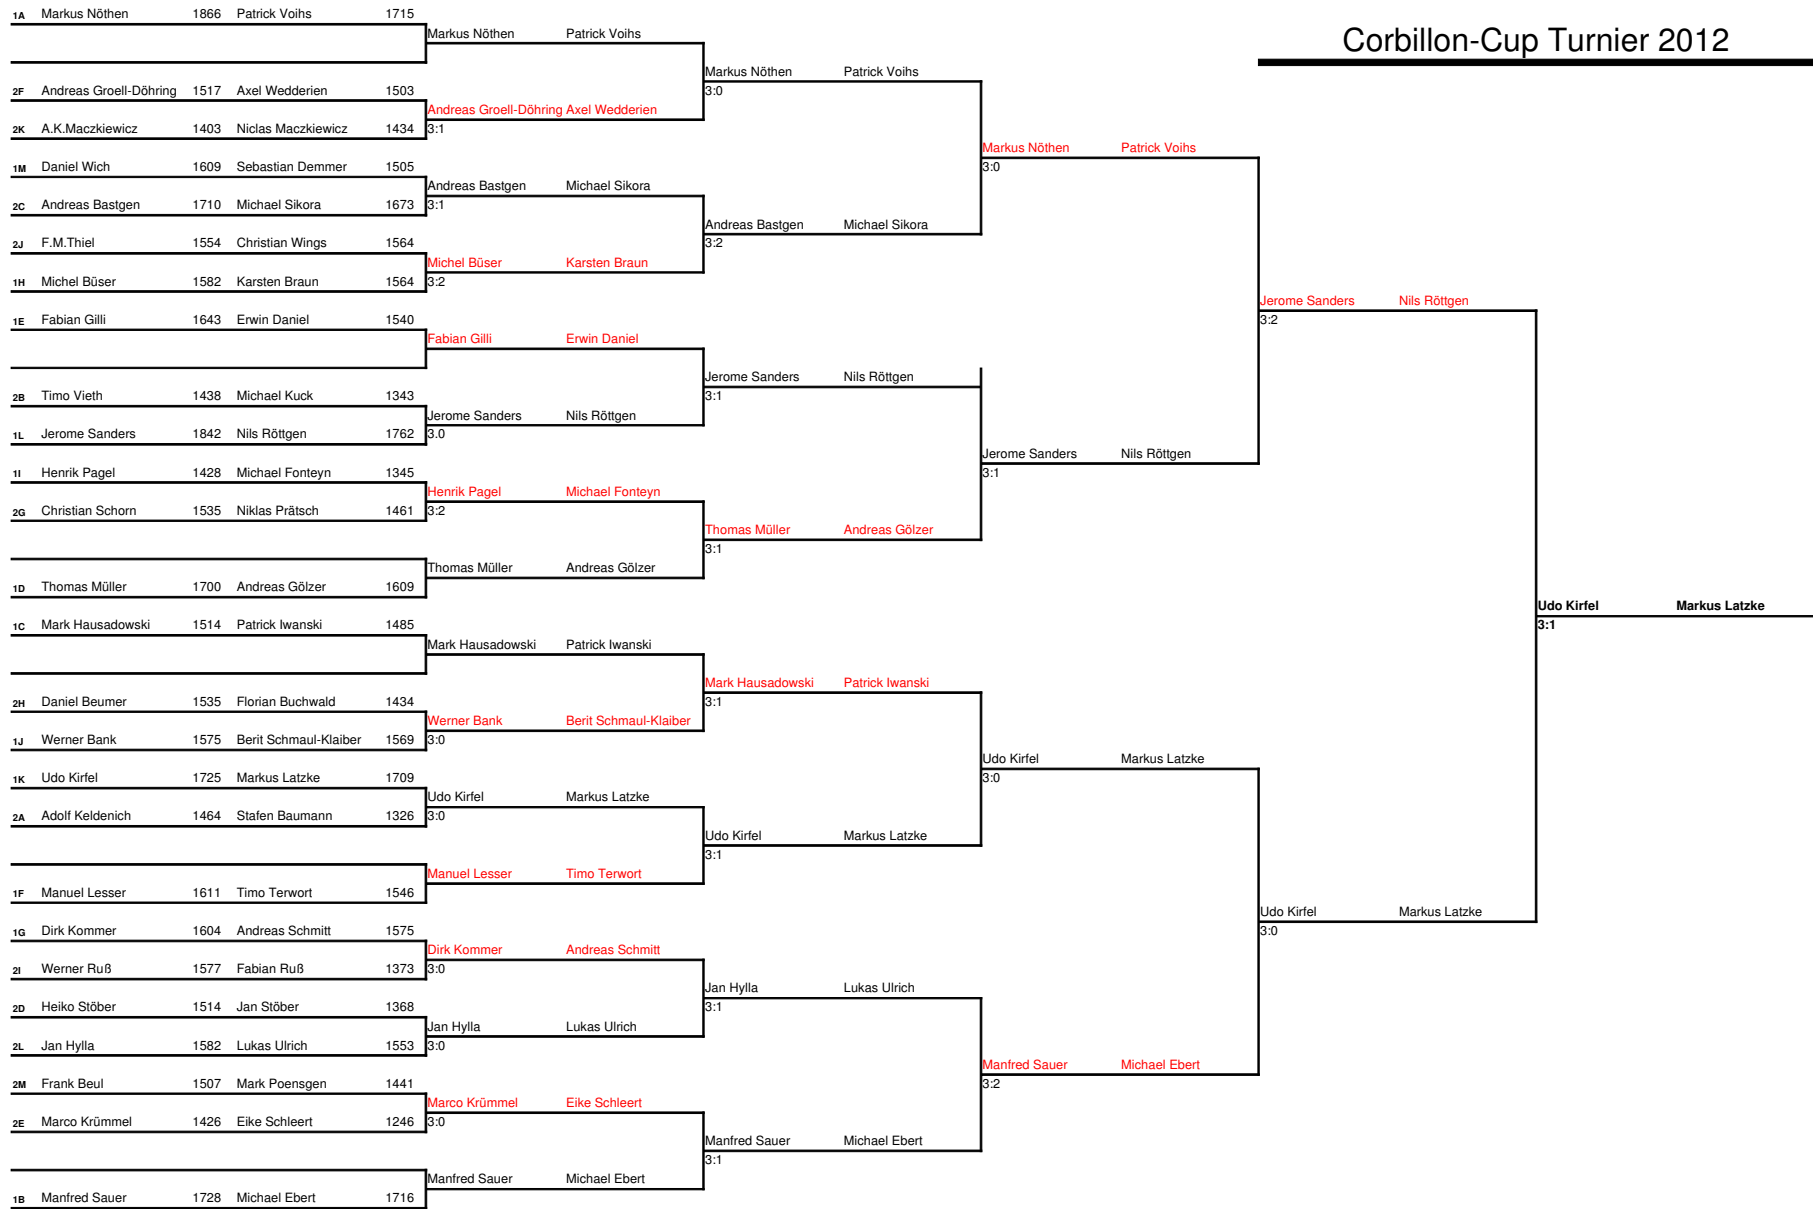 Corbillon-Cup Turnier 2012
1A Markus Nöthen 1866 Patrick Voihs 1715
Markus Nöthen Patrick Voihs
Markus Nöthen Patrick Voihs
3:0
2F Andreas Groell-Döhring 1517 Axel Wedderien 1503
Andreas Groell-Döhring Axel Wedderien
3:1
2K A.K.Maczkiewicz 1403 Niclas Maczkiewicz 1434
Markus Nöthen Patrick Voihs
3:0
1M Daniel Wich 1609 Sebastian Demmer 1505
Andreas Bastgen Michael Sikora
3:1
2C Andreas Bastgen 1710 Michael Sikora 1673
Andreas Bastgen Michael Sikora
3:2
2J F.M.Thiel 1554 Christian Wings 1564
Michel Büser Karsten Braun
3:2
1H Michel Büser 1582 Karsten Braun 1564
Jerome Sanders Nils Röttgen
3:2
1E Fabian Gilli 1643 Erwin Daniel 1540
Fabian Gilli Erwin Daniel
Jerome Sanders Nils Röttgen
3:1
2B Timo Vieth 1438 Michael Kuck 1343
Jerome Sanders Nils Röttgen
3.0
1L Jerome Sanders 1842 Nils Röttgen 1762
Jerome Sanders Nils Röttgen
3:1
1I Henrik Pagel 1428 Michael Fonteyn 1345
Henrik Pagel Michael Fonteyn
3:2
2G Christian Schorn 1535 Niklas Prätsch 1461
Thomas Müller Andreas Gölzer
3:1
Thomas Müller Andreas Gölzer
1D Thomas Müller 1700 Andreas Gölzer 1609
Udo Kirfel Markus Latzke
3:1
1C Mark Hausadowski 1514 Patrick Iwanski 1485
Mark Hausadowski Patrick Iwanski
Mark Hausadowski Patrick Iwanski
3:1
2H Daniel Beumer 1535 Florian Buchwald 1434
Werner Bank Berit Schmaul-Klaiber
3:0
1J Werner Bank 1575 Berit Schmaul-Klaiber 1569
Udo Kirfel Markus Latzke
3:0
1K Udo Kirfel 1725 Markus Latzke 1709
Udo Kirfel Markus Latzke
3:0
2A Adolf Keldenich 1464 Stafen Baumann 1326
Udo Kirfel Markus Latzke
3:1
Manuel Lesser Timo Terwort
1F Manuel Lesser 1611 Timo Terwort 1546
Udo Kirfel Markus Latzke
3:0
1G Dirk Kommer 1604 Andreas Schmitt 1575
Dirk Kommer Andreas Schmitt
3:0
2I Werner Ruß 1577 Fabian Ruß 1373
Jan Hylla Lukas Ulrich
3:1
2D Heiko Stöber 1514 Jan Stöber 1368
Jan Hylla Lukas Ulrich
3:0
2L Jan Hylla 1582 Lukas Ulrich 1553
Manfred Sauer Michael Ebert
3:2
2M Frank Beul 1507 Mark Poensgen 1441
Marco Krümmel Eike Schleert
3:0
2E Marco Krümmel 1426 Eike Schleert 1246
Manfred Sauer Michael Ebert
3:1
Manfred Sauer Michael Ebert
1B Manfred Sauer 1728 Michael Ebert 1716